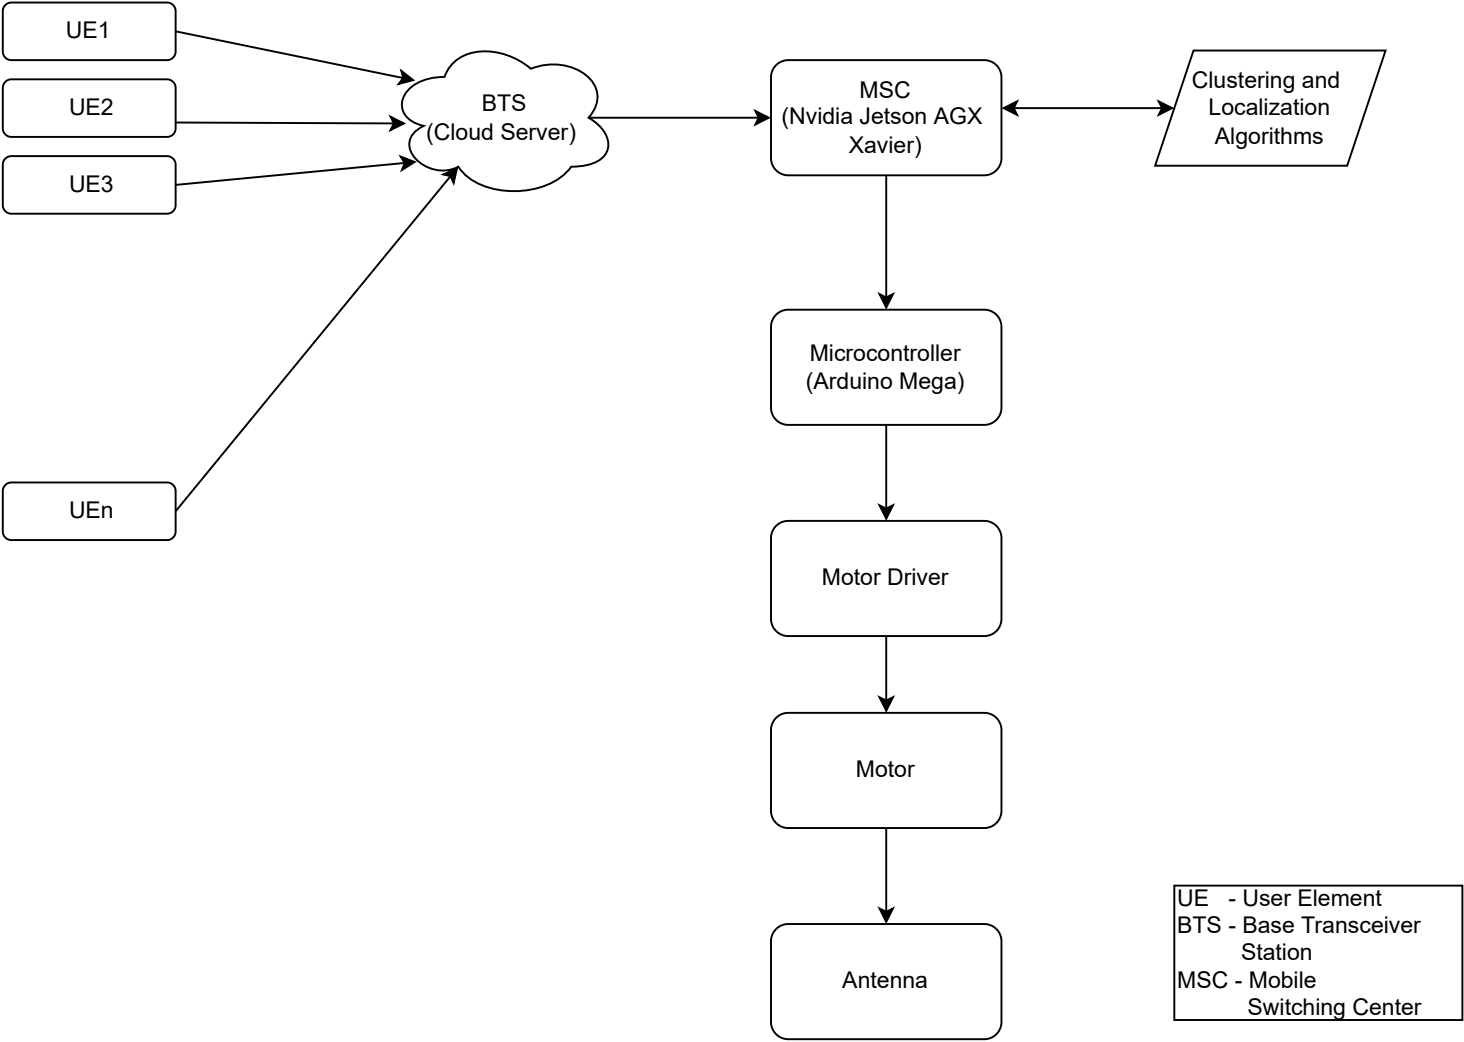 UE1
UE2
UE3
UEn
BTS
(Cloud Server)
MSC
(Nvidia Jetson AGX
Xavier)
Clustering and
Localization
Algorithms
Microcontroller
(Arduino Mega)
Motor Driver
Motor
Antenna
UE - User Element
BTS - Base Transceiver
Station
MSC - Mobile
Switching Center